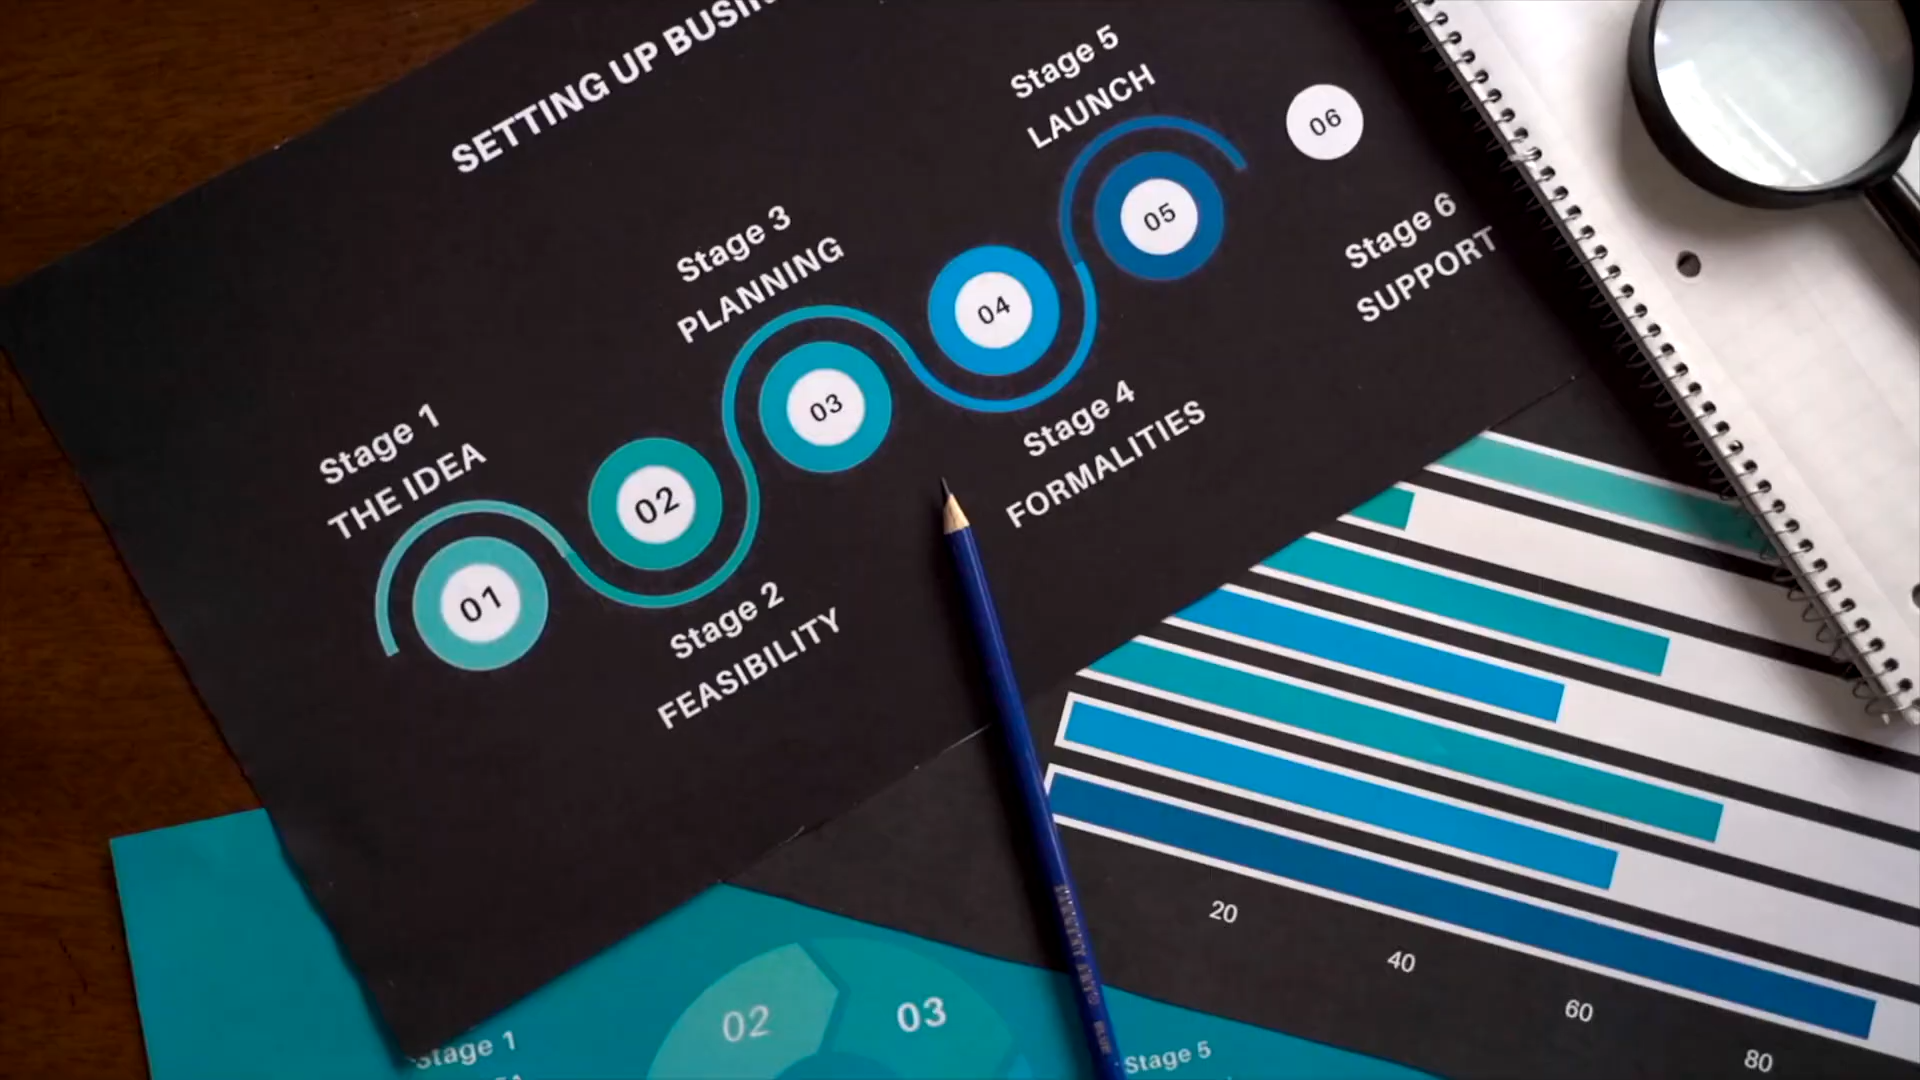 SETTING UP
Stage 5
LAUNCH
06
05
Stage 6
SUPPORT
Stage 3
PLANNING
04
03
Stage 4
FORMALITIES
Stage 1
THE IDEA
02
01
Stage 2
FEASIBILITY
20
40
60
80
02
03
Stage 1
Stage 5